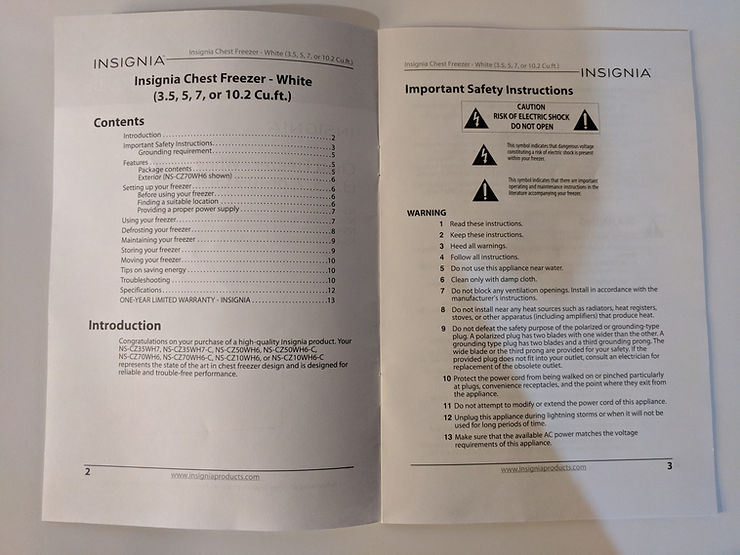 INSIGNIA Insignia Chest Freezer - White (3.5, 5, 7, or 10.2 Cu.ft.)
Insignia Chest Freezer - White
(3.5, 5, 7, or 10.2 Cu.ft.)
Contents
Introduction . . . . . . . . . . . . . . . . . . . . 2
Important Safety Instructions. . . . . . . . . . . . . . . . . . . . 3
Grounding requirement . . . . . . . . . . . . . . . . . . . . 5
Features . . . . . . . . . . . . . . . . . . . . 5
Package contents . . . . . . . . . . . . . . . . . . . . 5
Exterior (NS-CZ70WH6 shown) . . . . . . . . . . . . . . . . . . . . 6
Setting up your freezer . . . . . . . . . . . . . . . . . . . . 6
Before using your freezer . . . . . . . . . . . . . . . . . . . . 6
Finding a suitable location . . . . . . . . . . . . . . . . . . . . 6
Providing a proper power supply . . . . . . . . . . . . . . . . . . . . 7
Using your freezer . . . . . . . . . . . . . . . . . . . . 7
Defrosting your freezer . . . . . . . . . . . . . . . . . . . . 8
Maintaining your freezer . . . . . . . . . . . . . . . . . . . . 9
Storing your freezer . . . . . . . . . . . . . . . . . . . . 9
Moving your freezer . . . . . . . . . . . . . . . . . . . . 10
Tips on saving energy . . . . . . . . . . . . . . . . . . . . 10
Troubleshooting . . . . . . . . . . . . . . . . . . . . 10
Specifications . . . . . . . . . . . . . . . . . . . . 12
ONE-YEAR LIMITED WARRANTY - INSIGNIA . . . . . . . . . . . . . . . . . . . . 13
Introduction
Congratulations on your purchase of a high-quality Insignia product. Your
NS-CZ35WH7, NS-CZ35WH7-C, NS-CZ50WH6, NS-CZ50WH6-C,
NS-CZ70WH6, NS-CZ70WH6-C, NS-CZ10WH6, or NS-CZ10WH6-C
represents the state of the art in chest freezer design and is designed for
reliable and trouble-free performance.
2
www.insigniaproducts.com
Insignia Chest Freezer - White (3.5, 5, 7, or 10.2 Cu.ft.) INSIGNIA
Important Safety Instructions
CAUTION
RISK OF ELECTRIC SHOCK
DO NOT OPEN
This symbol indicates that dangerous voltage
constituting a risk of electric shock is present
within your freezer.
This symbol indicates that there are important
operating and maintenance instructions in the
literature accompanying your freezer.
WARNING
1 Read these instructions.
2 Keep these instructions.
3 Heed all warnings.
4 Follow all instructions.
5 Do not use this appliance near water.
6 Clean only with damp cloth.
7 Do not block any ventilation openings. Install in accordance with the
manufacturer's instructions.
8 Do not install near any heat sources such as radiators, heat registers,
stoves, or other apparatus (including amplifiers) that produce heat.
9 Do not defeat the safety purpose of the polarized or grounding-type
plug. A polarized plug has two blades with one wider than the other. A
grounding type plug has two blades and a third grounding prong. The
wide blade or the third prong are provided for your safety. If the
provided plug does not fit into your outlet, consult an electrician for
replacement of the obsolete outlet.
10 Protect the power cord from being walked on or pinched particularly
at plugs, convenience receptacles, and the point where they exit from
the appliance.
11 Do not attempt to modify or extend the power cord of this appliance.
12 Unplug this appliance during lightning storms or when it will not be
used for long periods of time.
13 Make sure that the available AC power matches the voltage
requirements of this appliance.
www.insigniaproducts.com
3